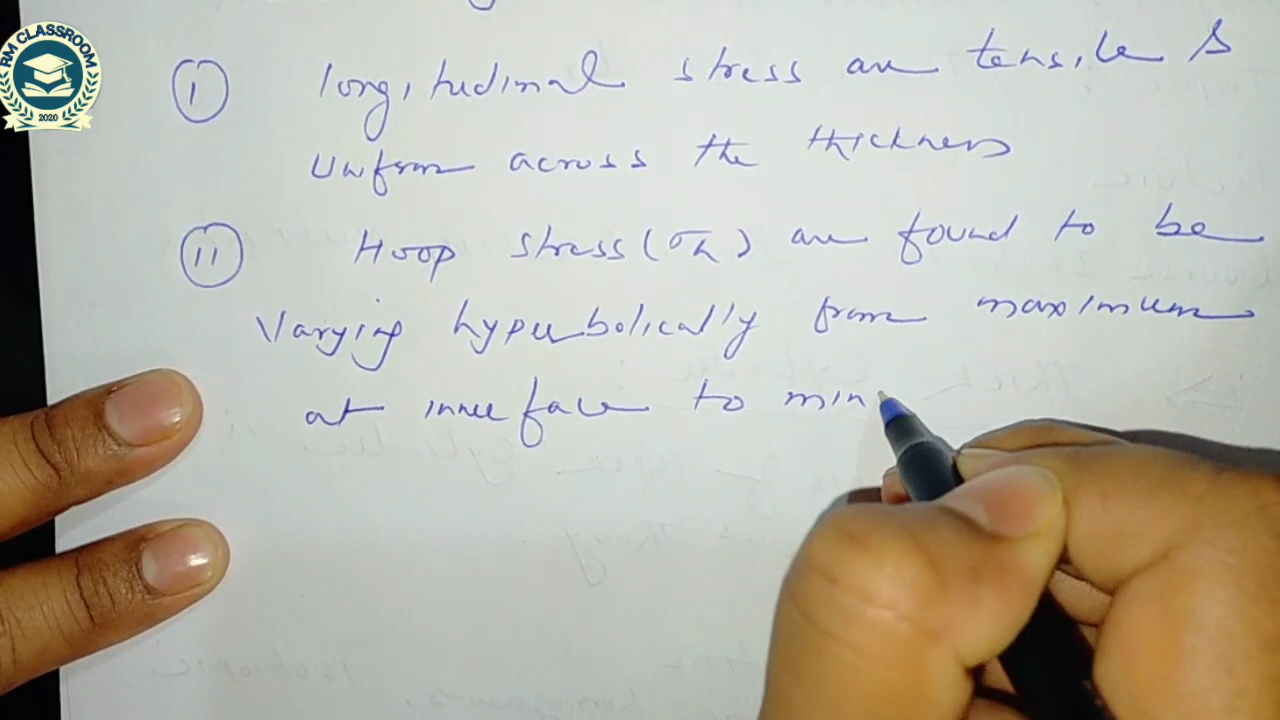 RM CLASSROOM
2020
(I) longitudinal stress are tensile &
Uniform across the thickness
(II) Hoop stress (σh) are found to be
Varying hyperbolically from maximum
at inner face to min